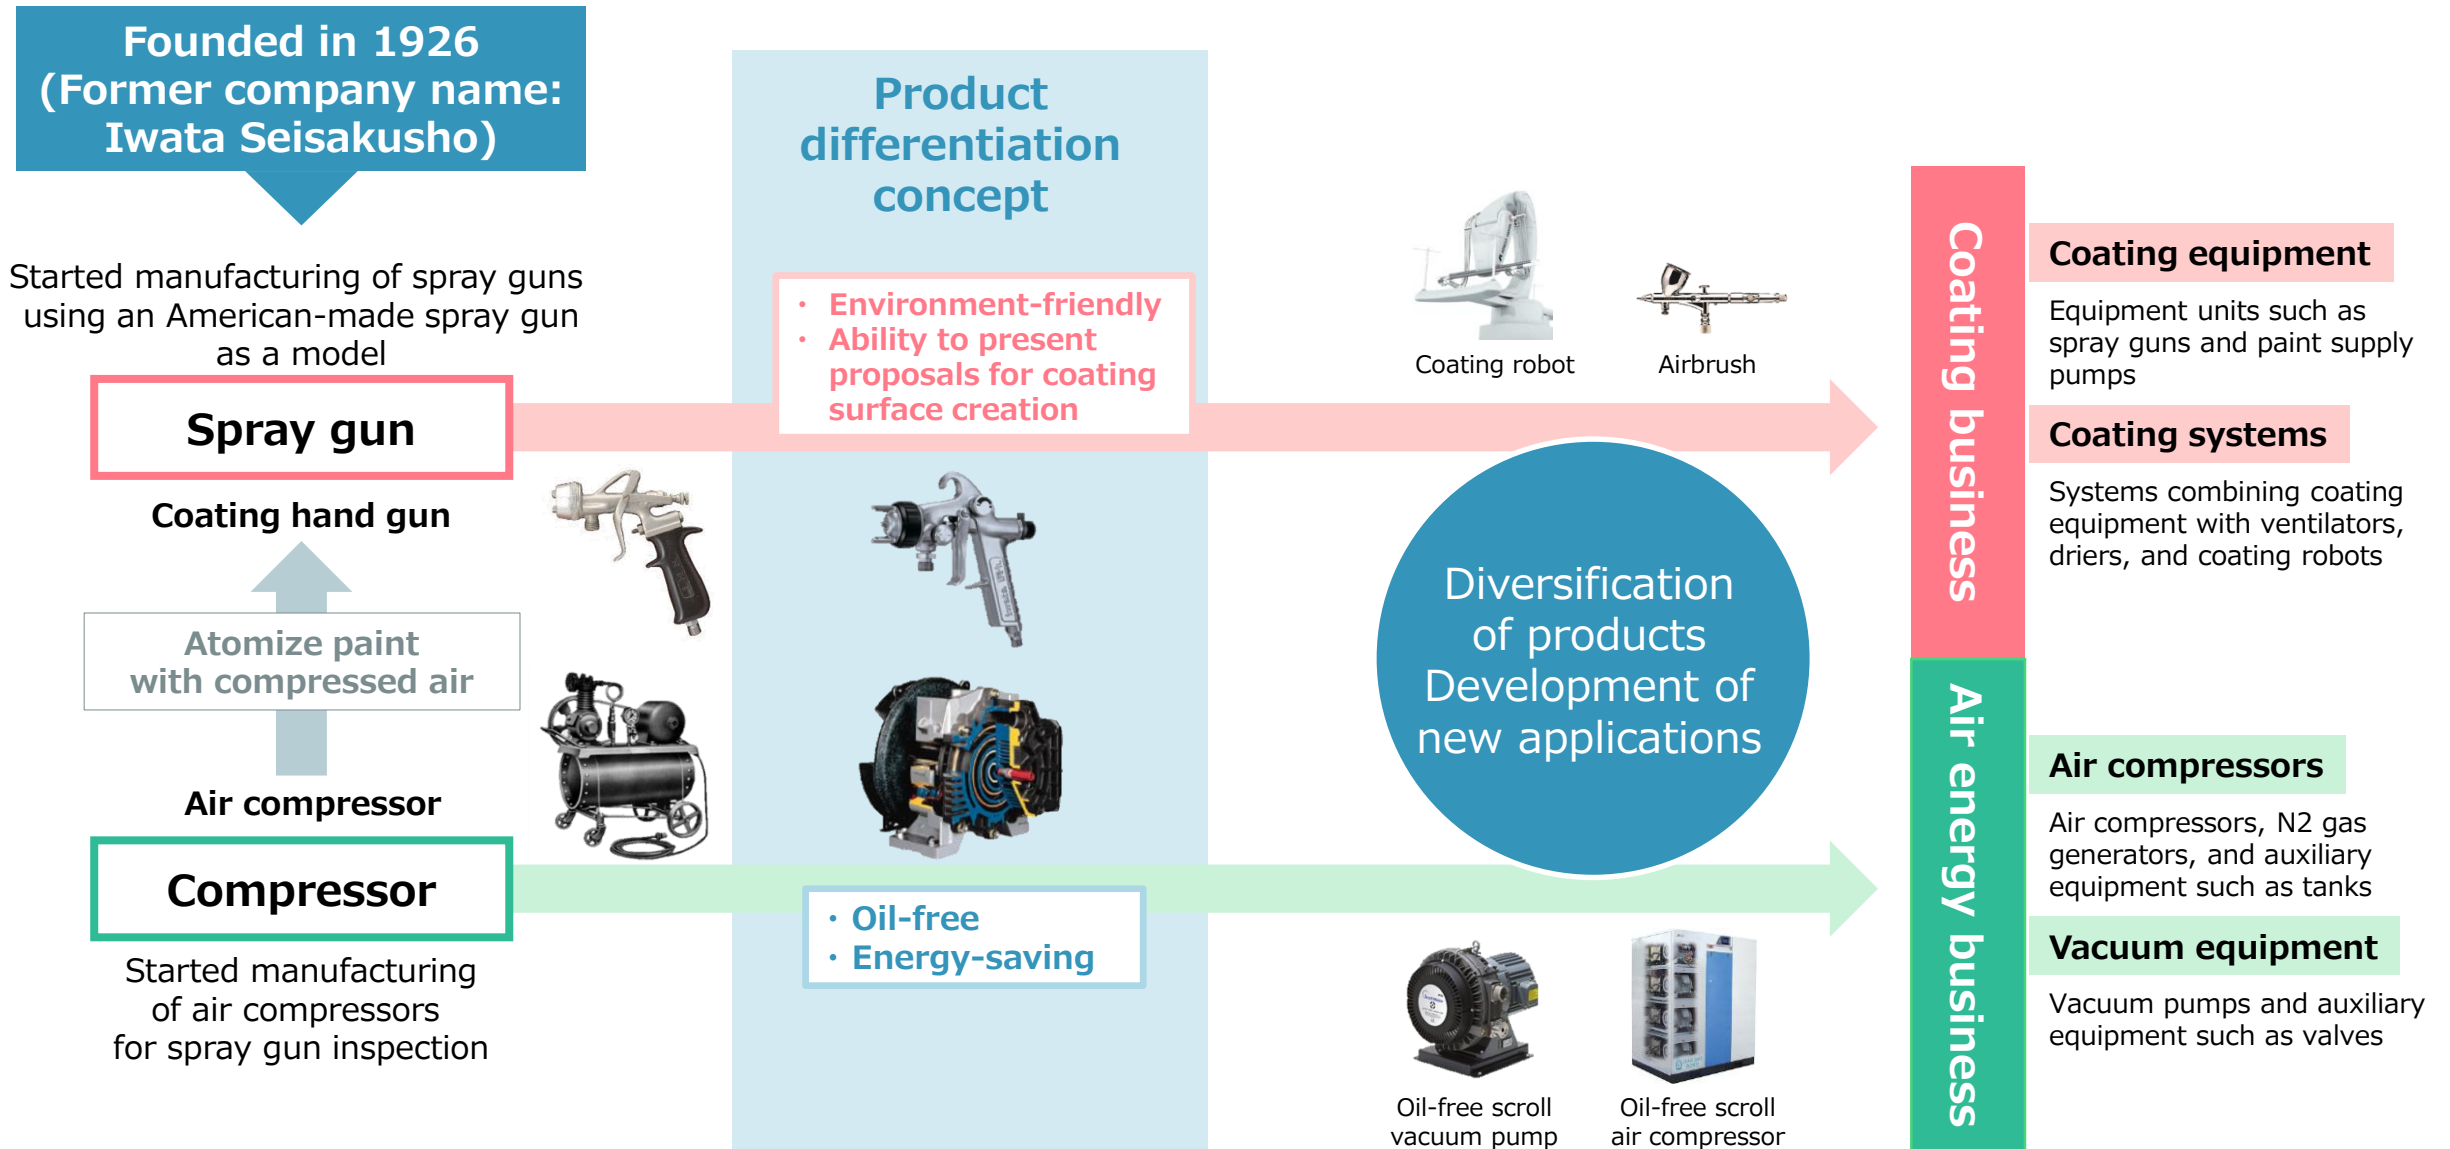 Founded in 1926
(Former company name:
Iwata Seisakusho)
Started manufacturing of spray guns
using an American-made spray gun
as a model
Spray gun
Coating hand gun
Atomize paint
with compressed air
Air compressor
Compressor
Started manufacturing
of air compressors
for spray gun inspection
Product
differentiation
concept
・ Environment-friendly
・ Ability to present
proposals for coating
surface creation
・ Oil-free
・ Energy-saving
Coating robot
Airbrush
Diversification
of products
Development of
new applications
Oil-free scroll
vacuum pump
Oil-free scroll
air compressor
Coating business
Coating equipment
Equipment units such as
spray guns and paint supply
pumps
Coating systems
Systems combining coating
equipment with ventilators,
driers, and coating robots
Air energy business
Air compressors
Air compressors, N2 gas
generators, and auxiliary
equipment such as tanks
Vacuum equipment
Vacuum pumps and auxiliary
equipment such as valves